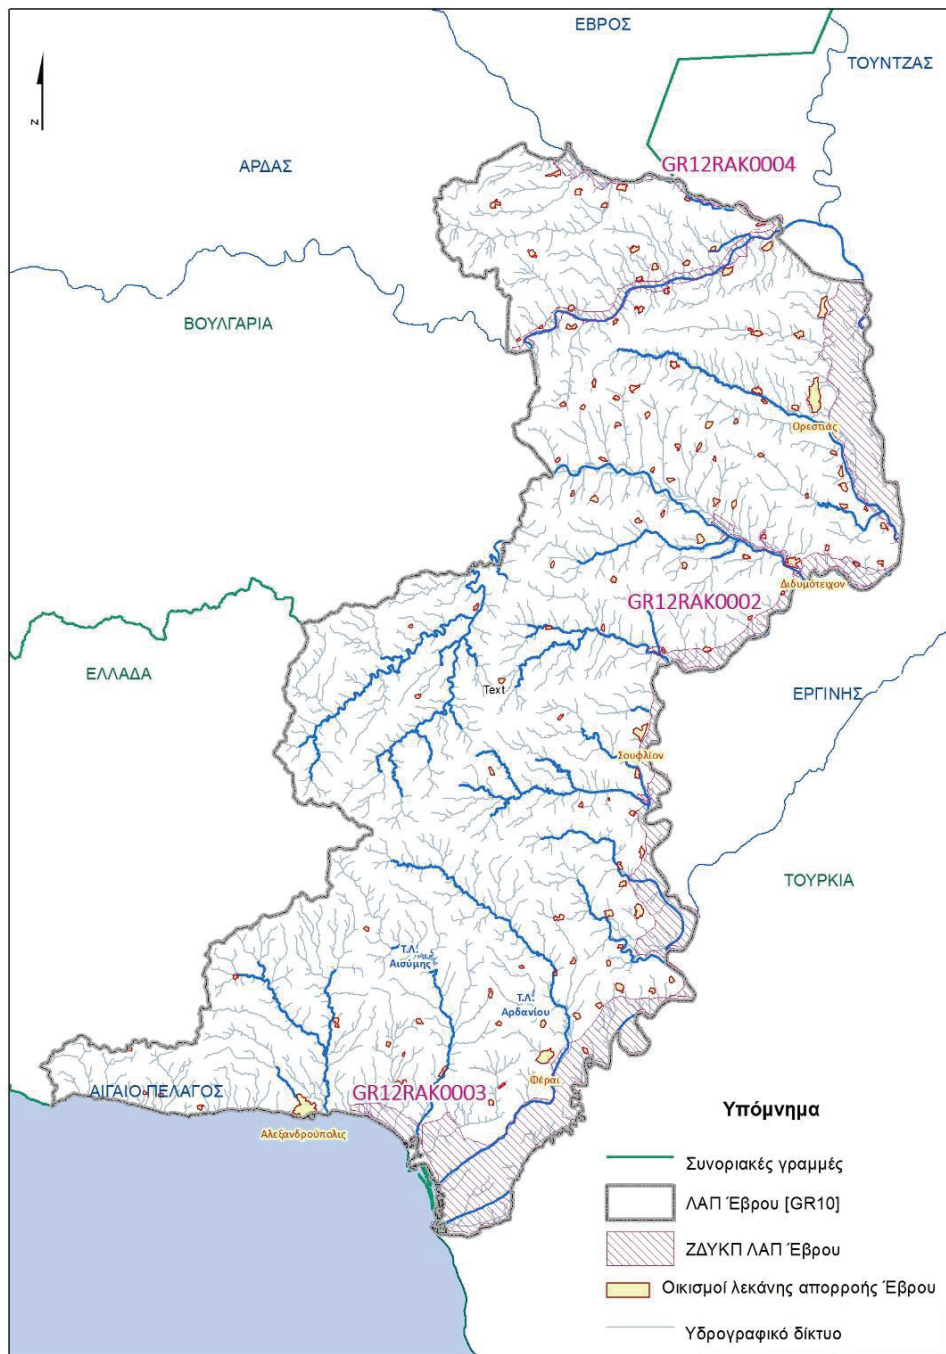 ΕΒΡΟΣ
ΤΟΥΝΤΖΑΣ
z
ΑΡΔΑΣ
GR12RAK0004
ΒΟΥΛΓΑΡΙΑ
Ορεστιάς
Διδυμότειχον
GR12RAK0002
ΕΛΛΑΔΑ
Text
ΕΡΓΙΝΗΣ
Σουφλίον
ΤΟΥΡΚΙΑ
Τ.Λ.
Αισύμης
Τ.Λ.
Αρδανίου
Φέραι
ΑΙΓΑΙΟ ΠΕΛΑΓΟΣ
GR12RAK0003
Αλεξανδρούπολις
Υπόμνημα
Συνοριακές γραμμές
ΛΑΠ Έβρου [GR10]
ΖΔΥΚΠ ΛΑΠ Έβρου
Οικισμοί λεκάνης απορροής Έβρου
Υδρογραφικό δίκτυο